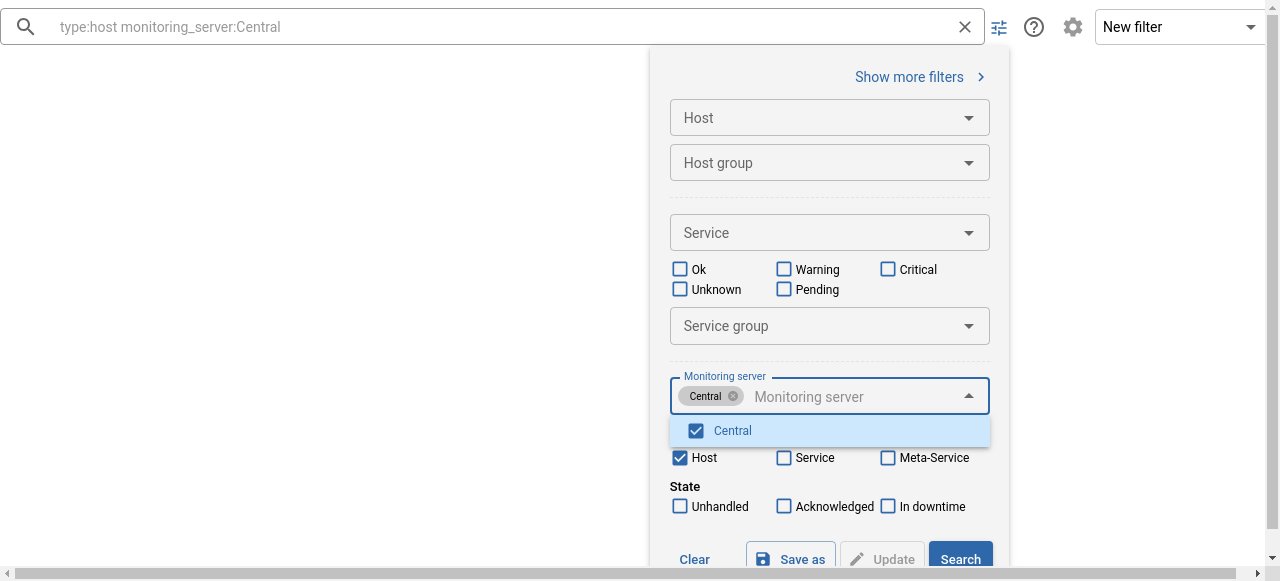 type:host monitoring_server:Central
New filter
Show more filters
Host
Host group
Service
Ok Warning Critical
Unknown Pending
Service group
Monitoring server
Central Monitoring server
Central
Host Service Meta-Service
State
Unhandled Acknowledged In downtime
Clear Save as Update Search